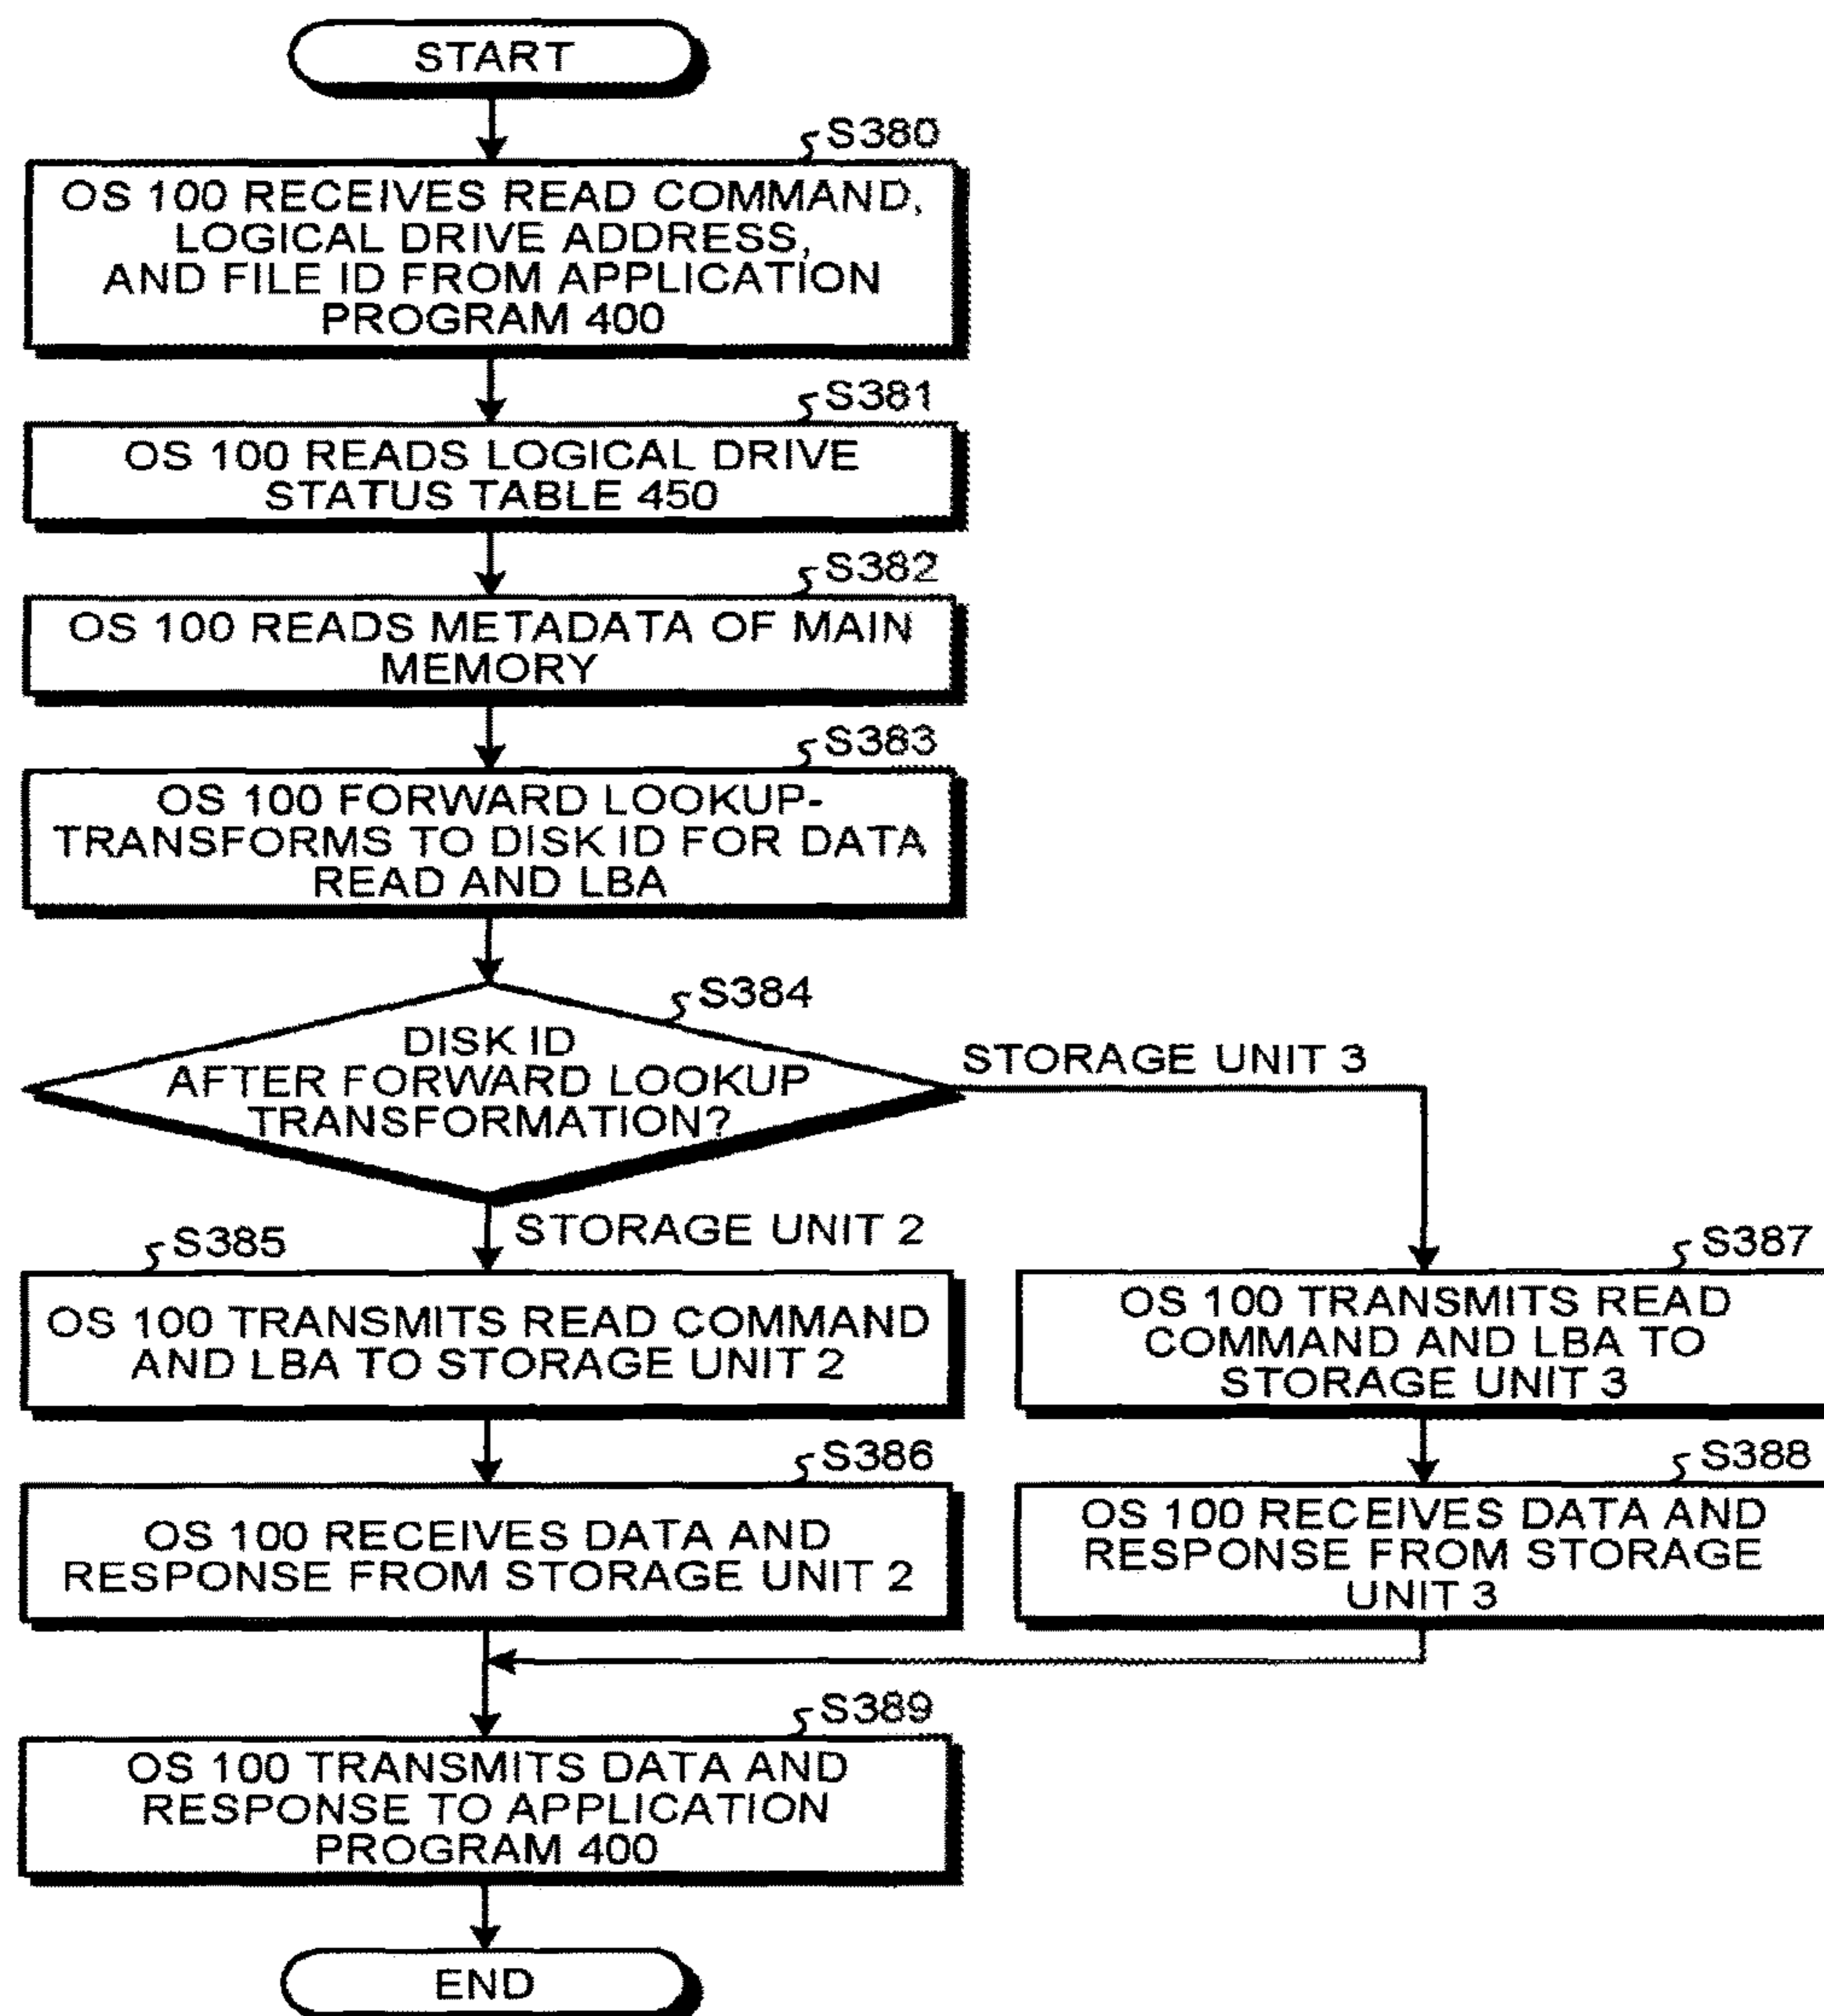 START
S380
OS 100 RECEIVES READ COMMAND,
LOGICAL DRIVE ADDRESS,
AND FILE ID FROM APPLICATION
PROGRAM 400
S381
OS 100 READS LOGICAL DRIVE
STATUS TABLE 450
S382
OS 100 READS METADATA OF MAIN
MEMORY
S383
OS 100 FORWARD LOOKUP-
TRANSFORMS TO DISK ID FOR DATA
READ AND LBA
S384
DISK ID
AFTER FORWARD LOOKUP
TRANSFORMATION?
STORAGE UNIT 3
STORAGE UNIT 2
S385
OS 100 TRANSMITS READ COMMAND
AND LBA TO STORAGE UNIT 2
S387
OS 100 TRANSMITS READ
COMMAND AND LBA TO
STORAGE UNIT 3
S386
OS 100 RECEIVES DATA AND
RESPONSE FROM STORAGE UNIT 2
S388
OS 100 RECEIVES DATA AND
RESPONSE FROM STORAGE
UNIT 3
S389
OS 100 TRANSMITS DATA AND
RESPONSE TO APPLICATION
PROGRAM 400
END